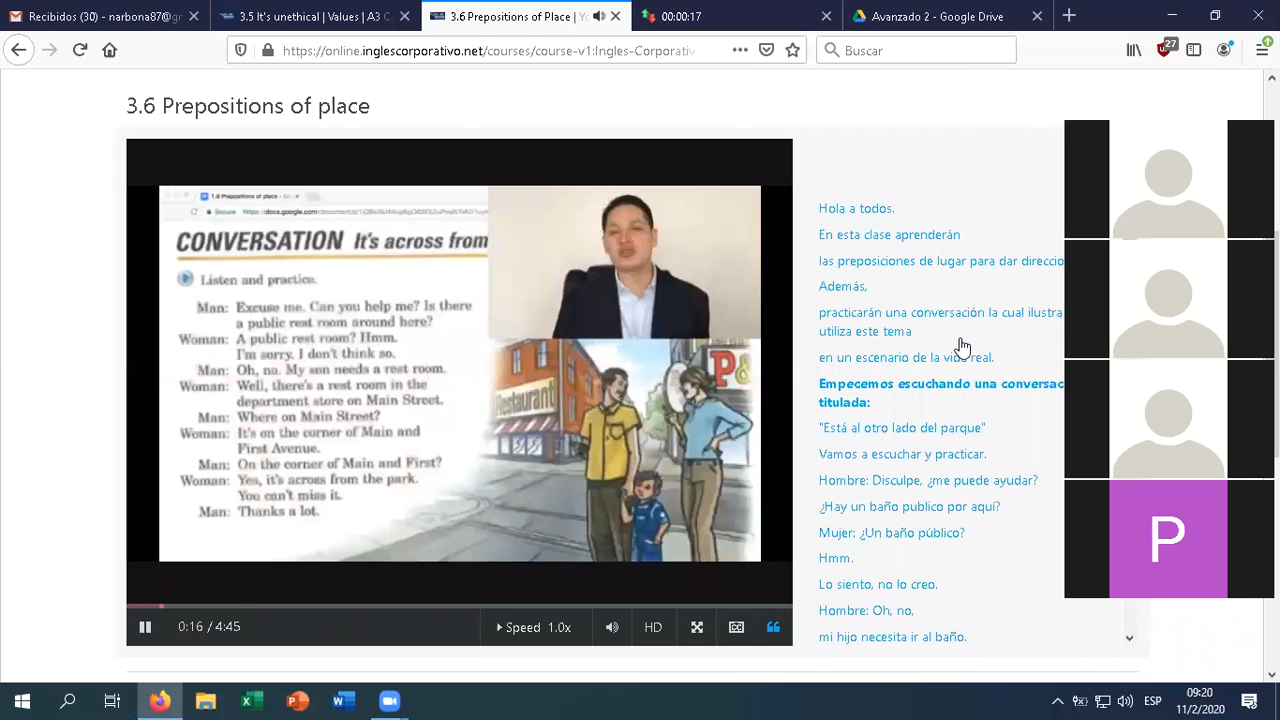 Recibidos (30) - narbona87@gr
3.5 It's unethical | Values | A3 C
3.6 Prepositions of Place | Yo
00:00:17
Avanzado 2 - Google Drive
https://online.inglescorporativo.net/courses/course-v1:Ingles-Corporativ
Buscar
27
3.6 Prepositions of place
1.6 Prepositions of place
Secure
CONVERSATION It's across from
Listen and practice.
Man: Excuse me. Can you help me? Is there
a public rest room around here?
Woman: A public rest room? Hmm.
I'm sorry. I don't think so.
Man: Oh, no. My son needs a rest room.
Woman: Well, there's a rest room in the
department store on Main Street.
Man: Where on Main Street?
Woman: It's on the corner of Main and
First Avenue.
Man: On the corner of Main and First?
Woman: Yes, it's across from the park.
You can't miss it.
Man: Thanks a lot.
Restaurant
P&
0:16 / 4:45
Speed 1.0x
HD
CC
Hola a todos.
En esta clase aprenderán
las preposiciones de lugar para dar direccio
Además,
practicarán una conversación la cual ilustra
utiliza este tema
en un escenario de la vida real.
Empecemos escuchando una conversac
titulada:
"Está al otro lado del parque"
Vamos a escuchar y practicar.
Hombre: Disculpe, ¿me puede ayudar?
¿Hay un baño publico por aquí?
Mujer: ¿Un baño público?
Hmm.
Lo siento, no lo creo.
Hombre: Oh, no,
mi hijo necesita ir al baño.
P
ESP
09:20
11/2/2020